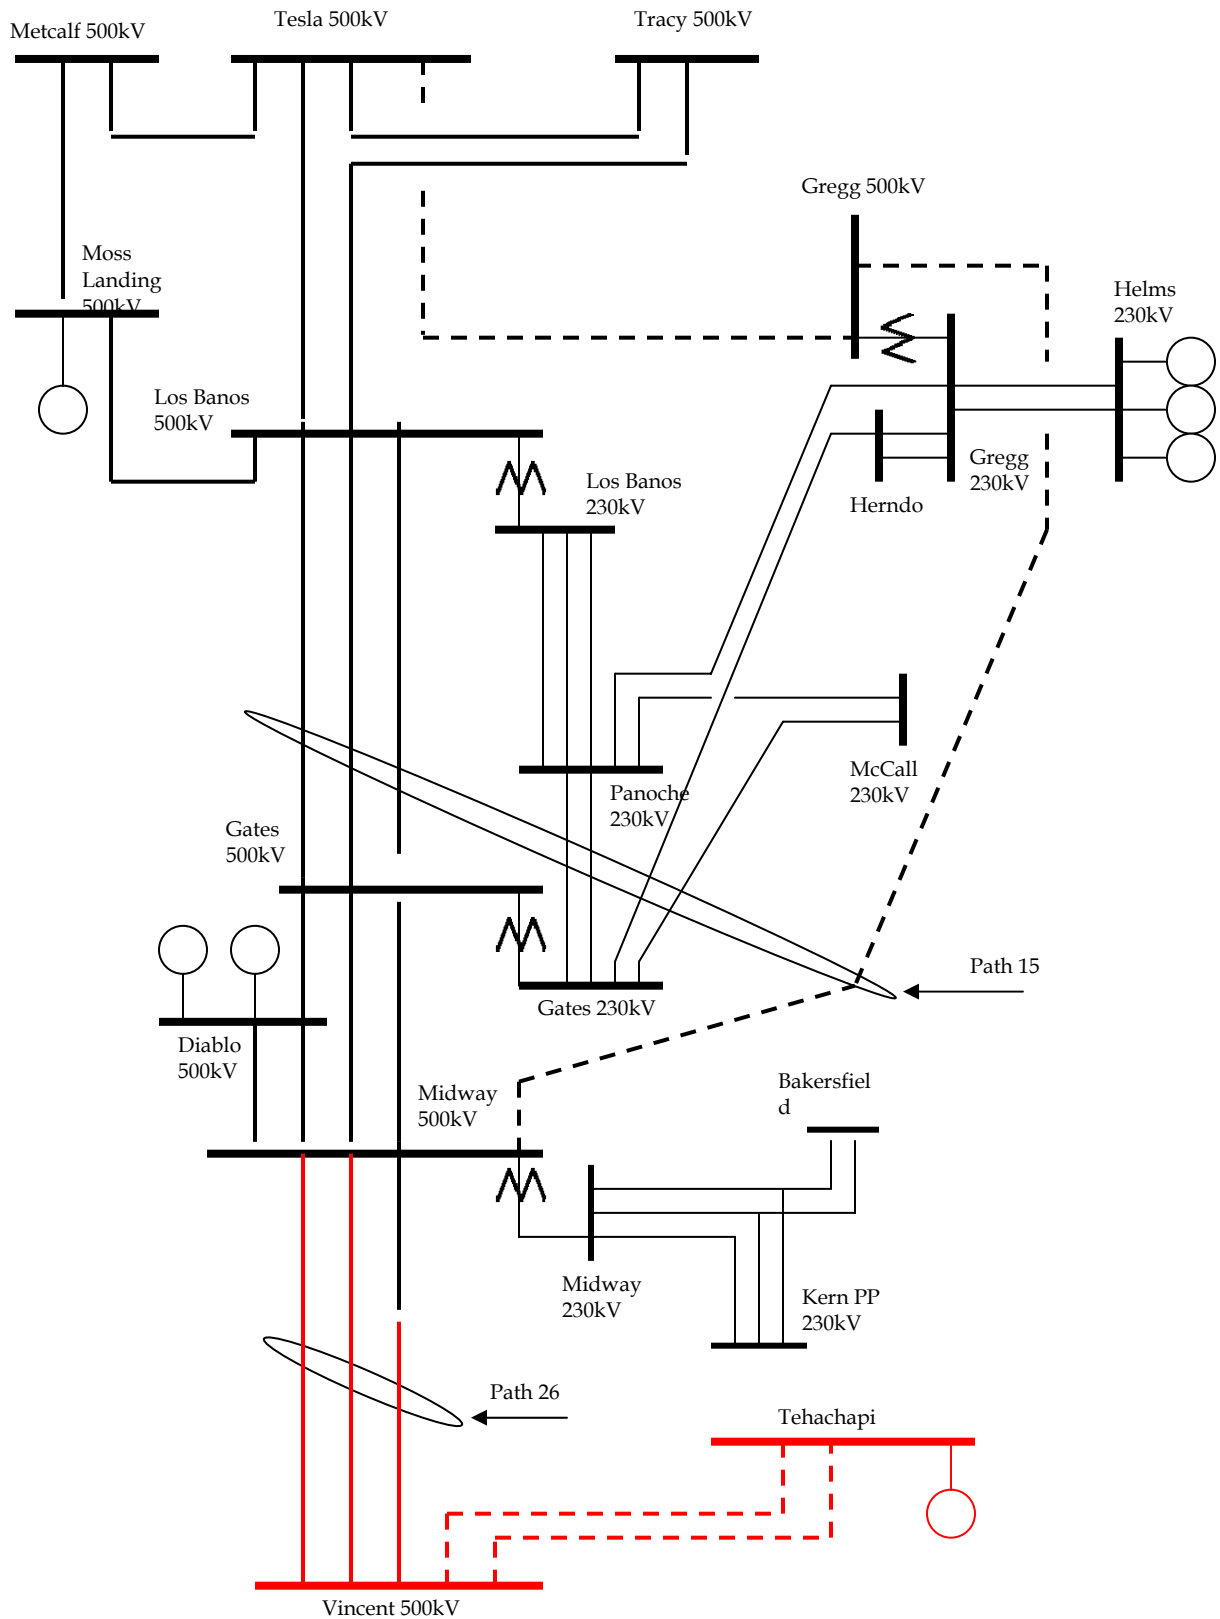 Metcalf 500kV
Tesla 500kV
Tracy 500kV
Gregg 500kV
Moss
Landing
500kV
Helms
230kV
Los Banos
500kV
Gregg
230kV
Los Banos
230kV
Herndo
McCall
230kV
Panoche
230kV
Gates
500kV
Path 15
Gates 230kV
Diablo
500kV
Midway
500kV
Bakersfiel
d
Midway
230kV
Kern PP
230kV
Path 26
Tehachapi
Vincent 500kV